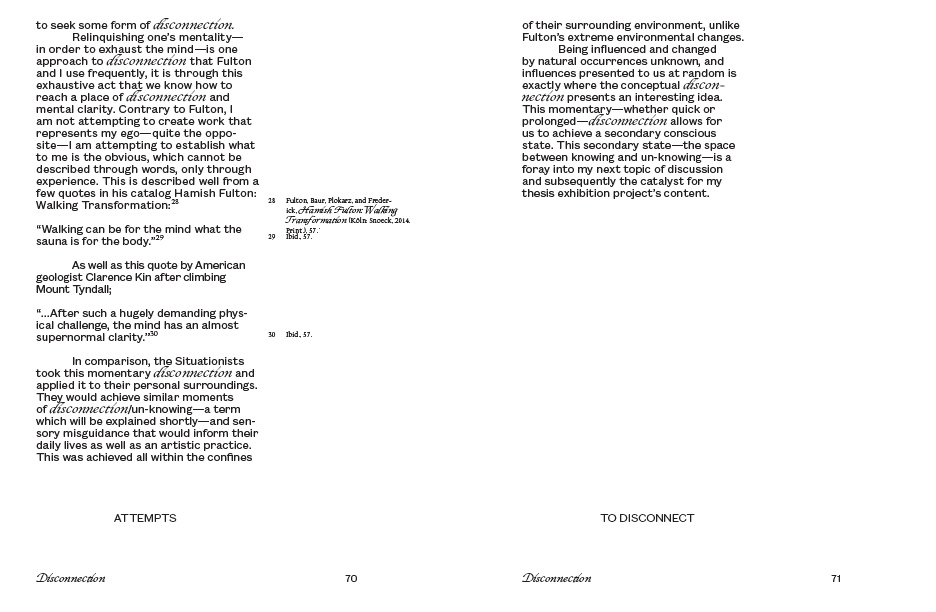 to seek some form of disconnection.
Relinquishing one's mentality—
in order to exhaust the mind—is one
approach to disconnection that Fulton
and I use frequently, it is through this
exhaustive act that we know how to
reach a place of disconnection and
mental clarity. Contrary to Fulton, I
am not attempting to create work that
represents my ego—quite the oppo-
site—I am attempting to establish what
to me is the obvious, which cannot be
described through words, only through
experience. This is described well from a
few quotes in his catalog Hamish Fulton:
Walking Transformation:28
"Walking can be for the mind what the
sauna is for the body."29
As well as this quote by American
geologist Clarence Kin after climbing
Mount Tyndall;
"...After such a hugely demanding phys-
ical challenge, the mind has an almost
supernormal clarity."30
In comparison, the Situationists
took this momentary disconnection and
applied it to their personal surroundings.
They would achieve similar moments
of disconnection/un-knowing—a term
which will be explained shortly—and sen-
sory misguidance that would inform their
daily lives as well as an artistic practice.
This was achieved all within the confines
28 Fulton, Baur, Plokarz, and Freder-
ick. Hamish Fulton: Walking
Transformation (Köln: Snoeck, 2014.
Print.), 57.
29 Ibid., 57.
30 Ibid., 57.
ATTEMPTS
Disconnection
70
of their surrounding environment, unlike
Fulton's extreme environmental changes.
Being influenced and changed
by natural occurrences unknown, and
influences presented to us at random is
exactly where the conceptual discon-
nection presents an interesting idea.
This momentary—whether quick or
prolonged—disconnection allows for
us to achieve a secondary conscious
state. This secondary state—the space
between knowing and un-knowing—is a
foray into my next topic of discussion
and subsequently the catalyst for my
thesis exhibition project's content.
TO DISCONNECT
Disconnection
71